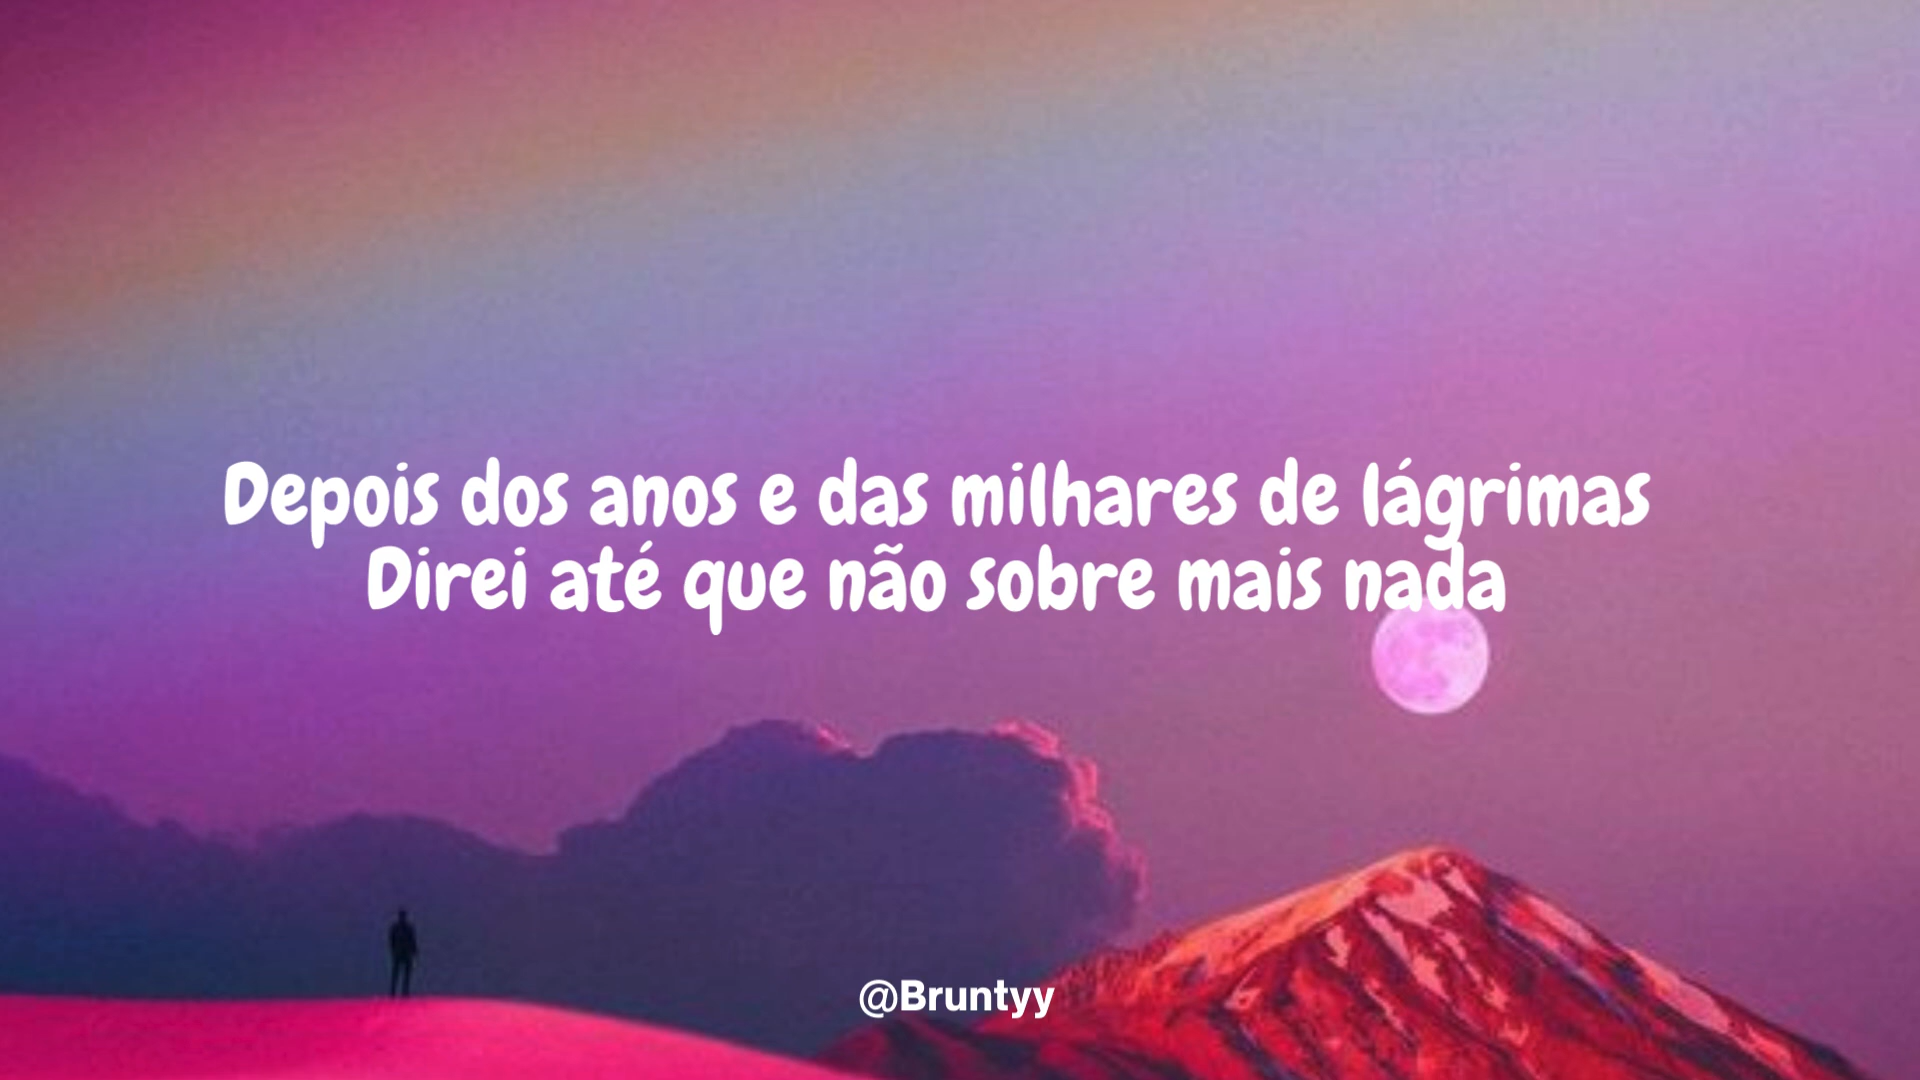 Depois dos anos e das milhares de lágrimas
Direi até que não sobre mais nada
@Bruntyy